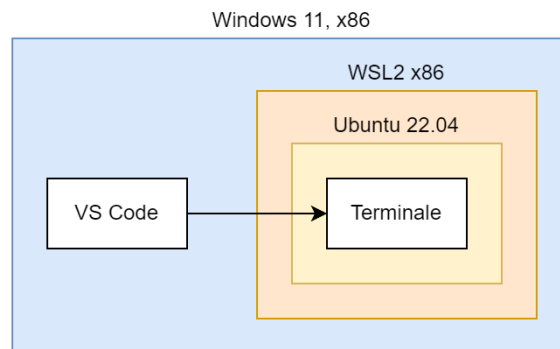 Windows 11, x86
WSL2 x86
Ubuntu 22.04
VS Code
Terminale